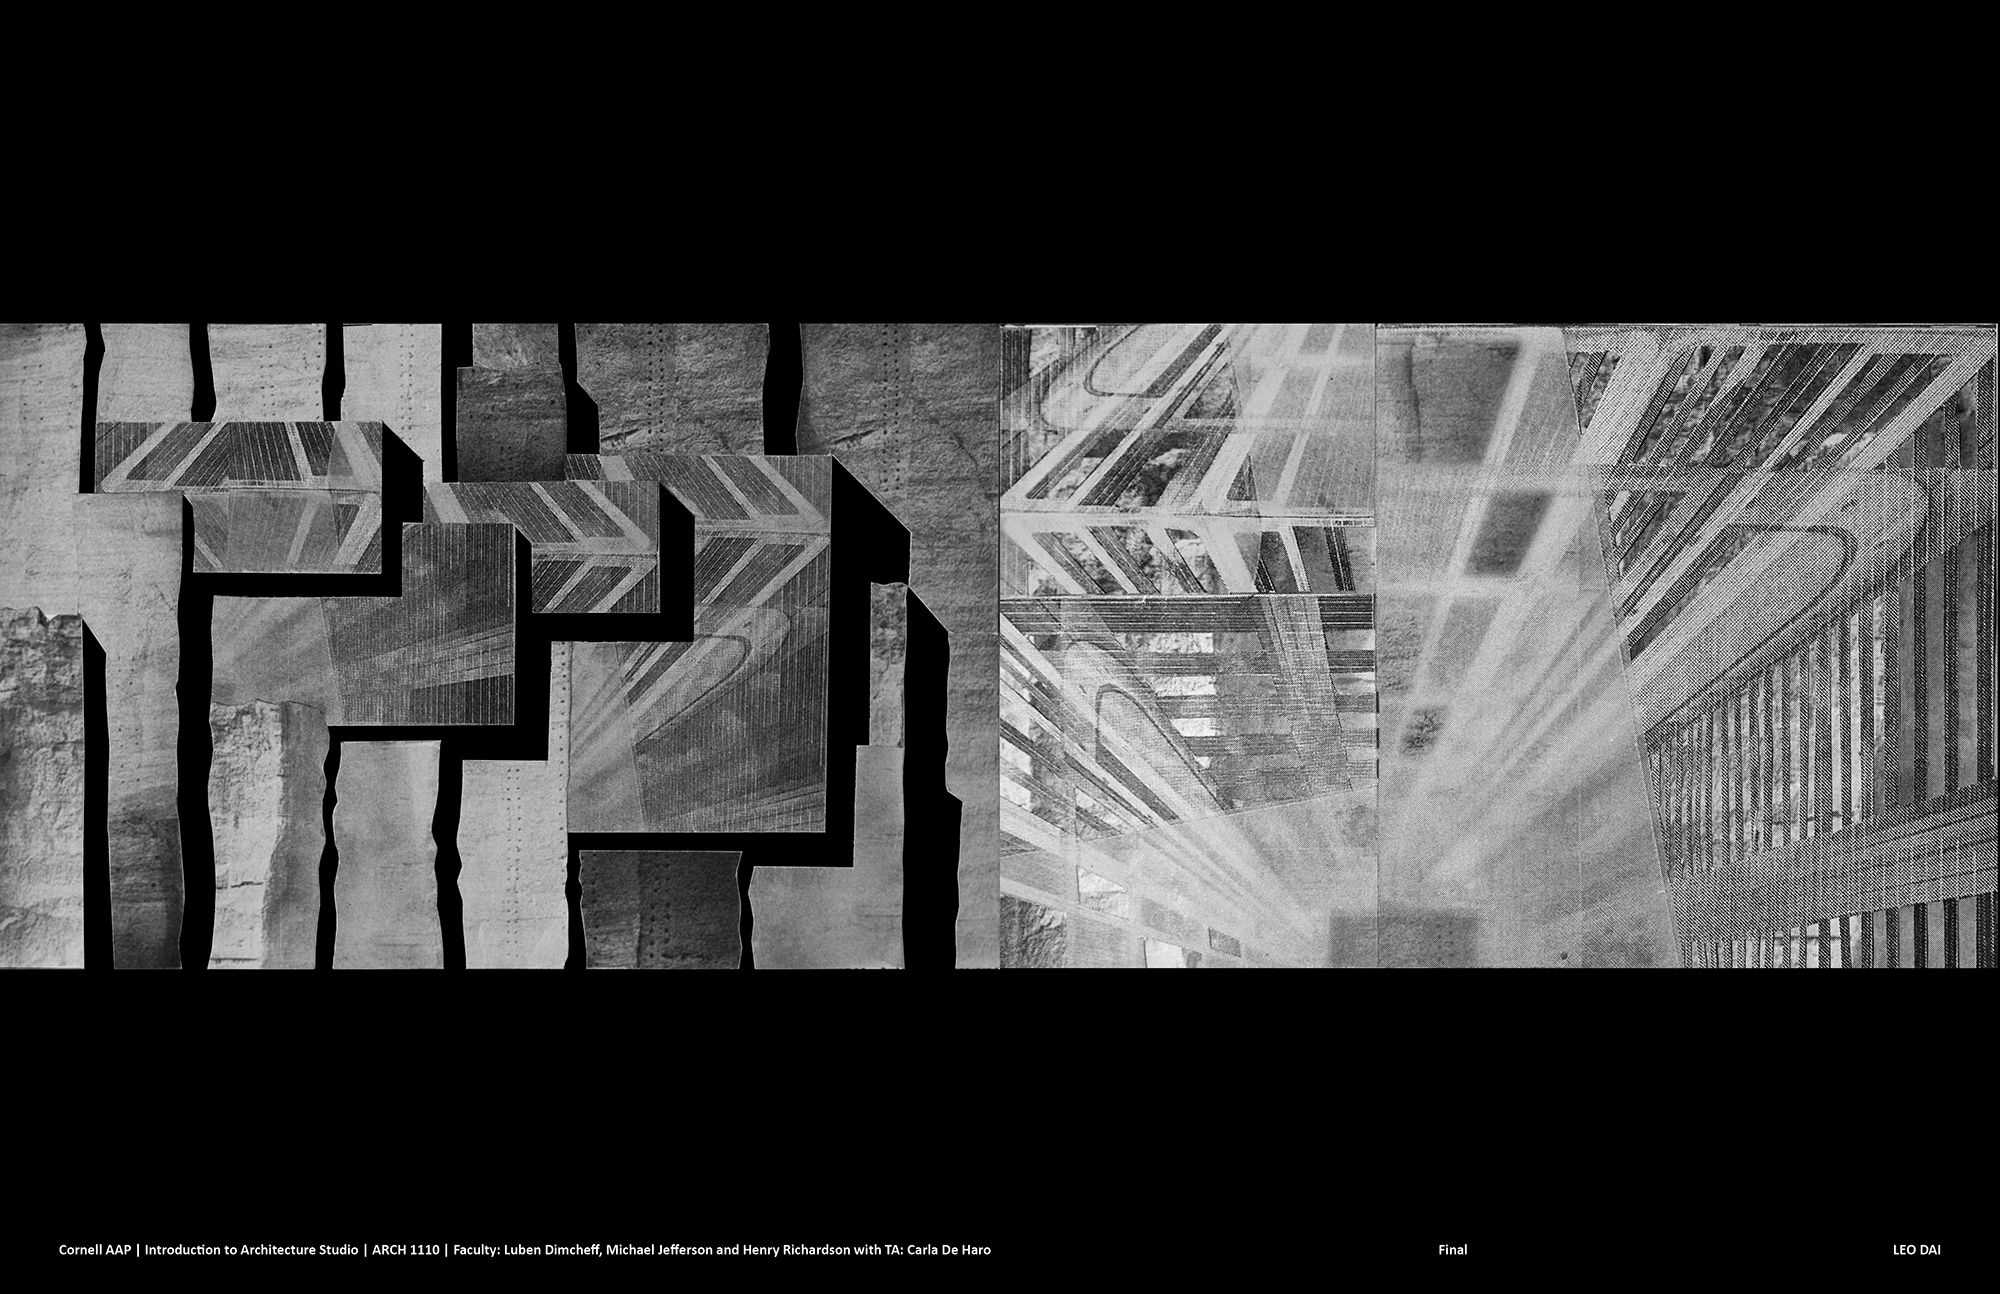 Cornell AAP | Introduction to Architecture Studio | ARCH 1110 | Faculty: Luben Dimcheff, Michael Jefferson and Henry Richardson with TA: Carla De Haro
Final
LEO DAI